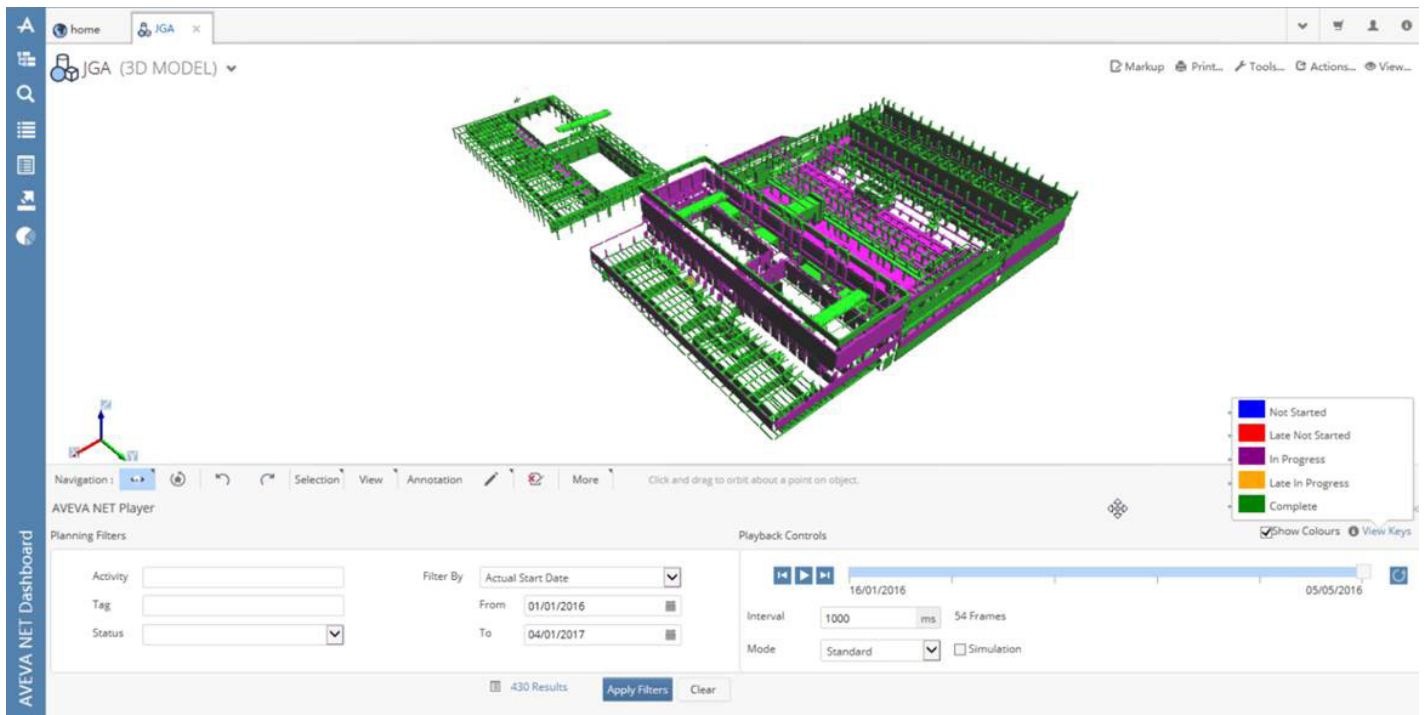 home
JGA
JGA (3D MODEL)
Markup Print... Tools... Actions... View...
Not Started
Late Not Started
In Progress
Late In Progress
Complete
Navigation : Selection View Annotation More Click and drag to orbit about a point on object.
AVEVA NET Player
Show Colours View Keys
Planning Filters
Playback Controls
Activity
Filter By Actual Start Date
16/01/2016 05/05/2016
Tag
From 01/01/2016
Interval 1000 ms 54 Frames
Status
To 04/01/2017
Mode Standard Simulation
430 Results Apply Filters Clear
AVEVA NET Dashboard